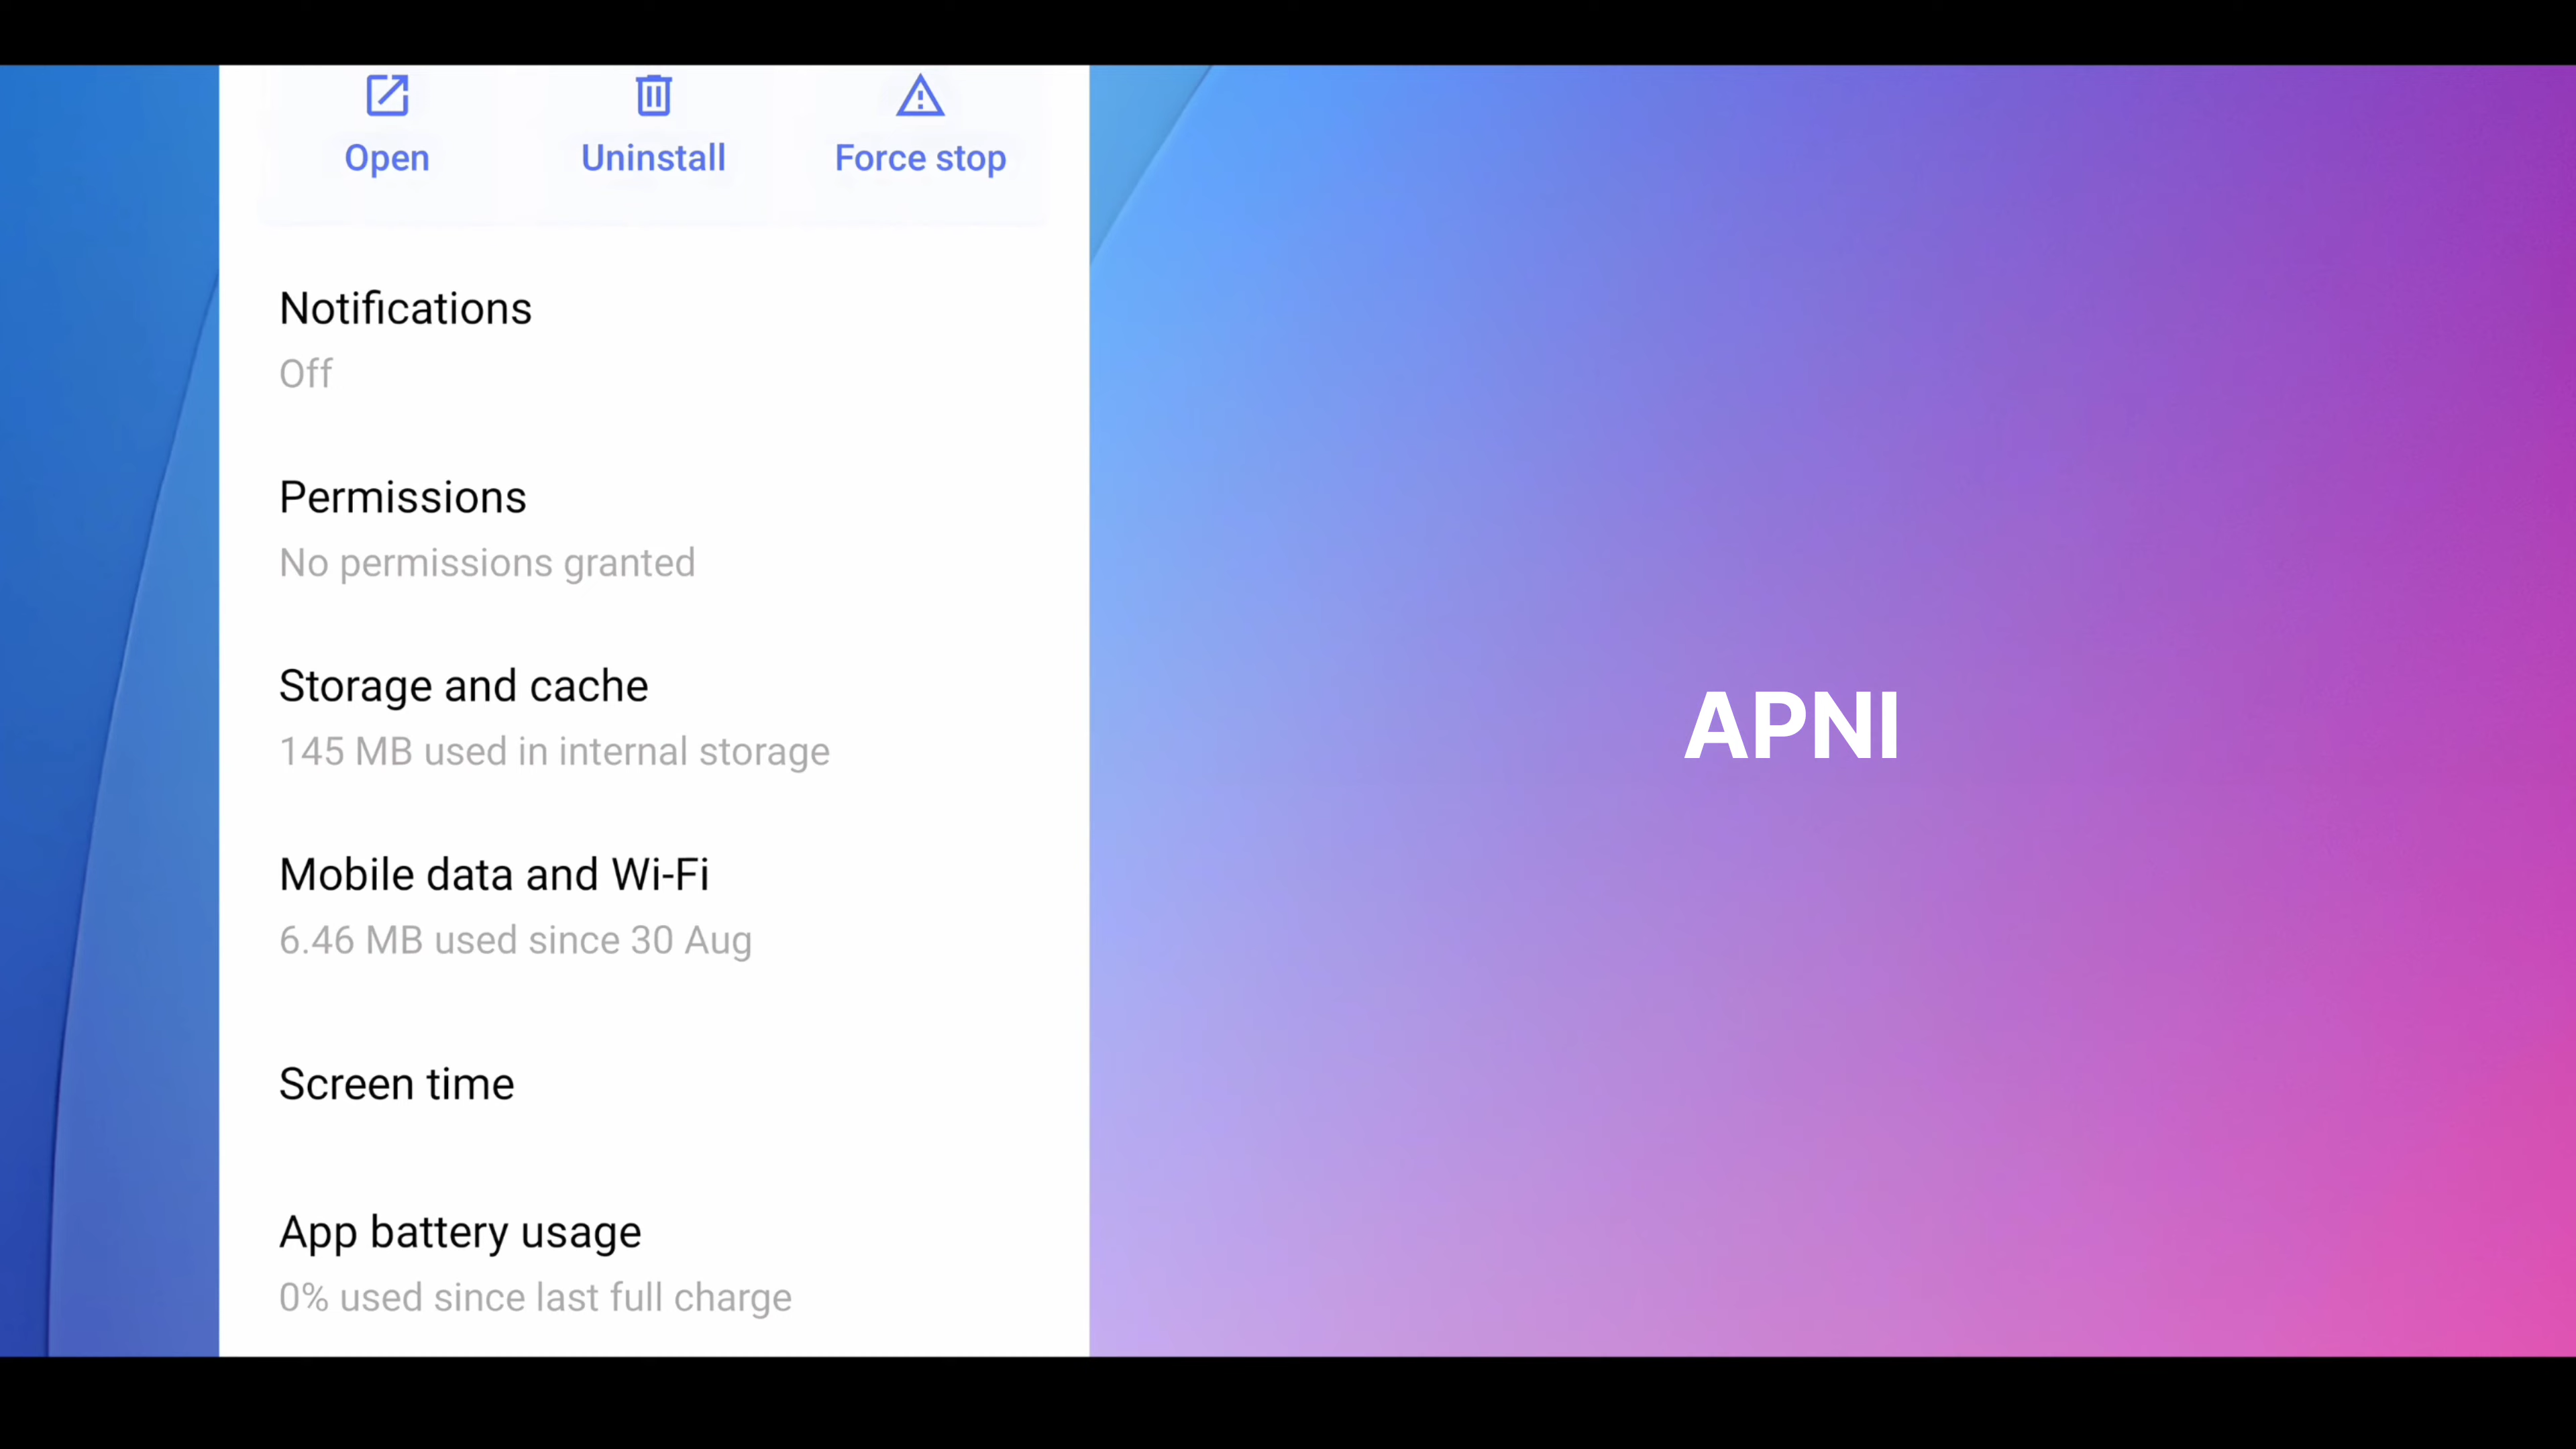 Open
Uninstall
Force stop
Notifications
Off
Permissions
No permissions granted
Storage and cache
145 MB used in internal storage
Mobile data and Wi-Fi
6.46 MB used since 30 Aug
Screen time
App battery usage
0% used since last full charge
APNI